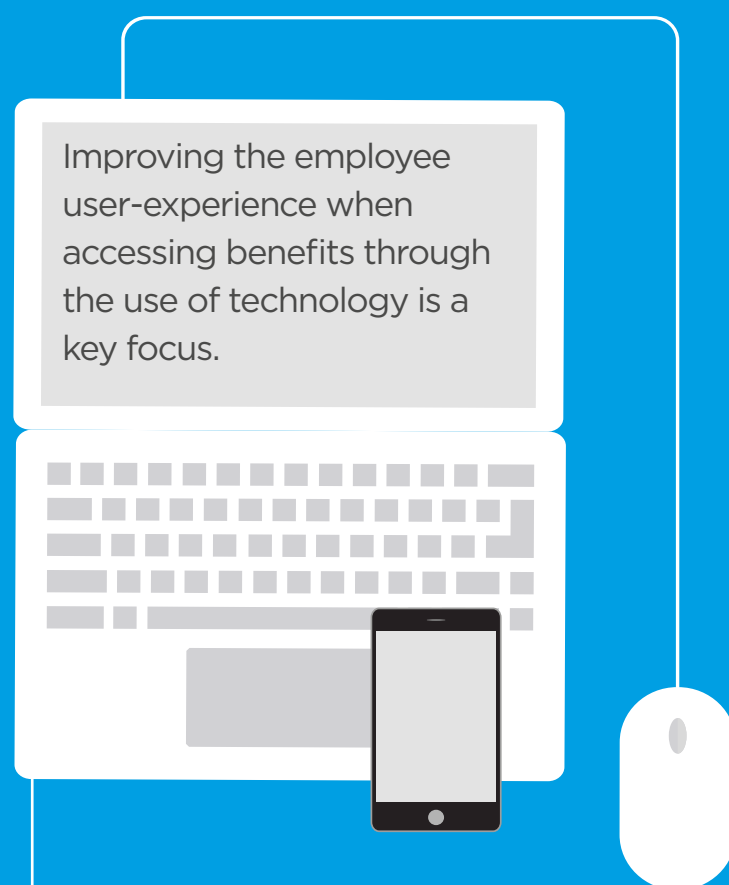 Improving the employee
user-experience when
accessing benefits through
the use of technology is a
key focus.